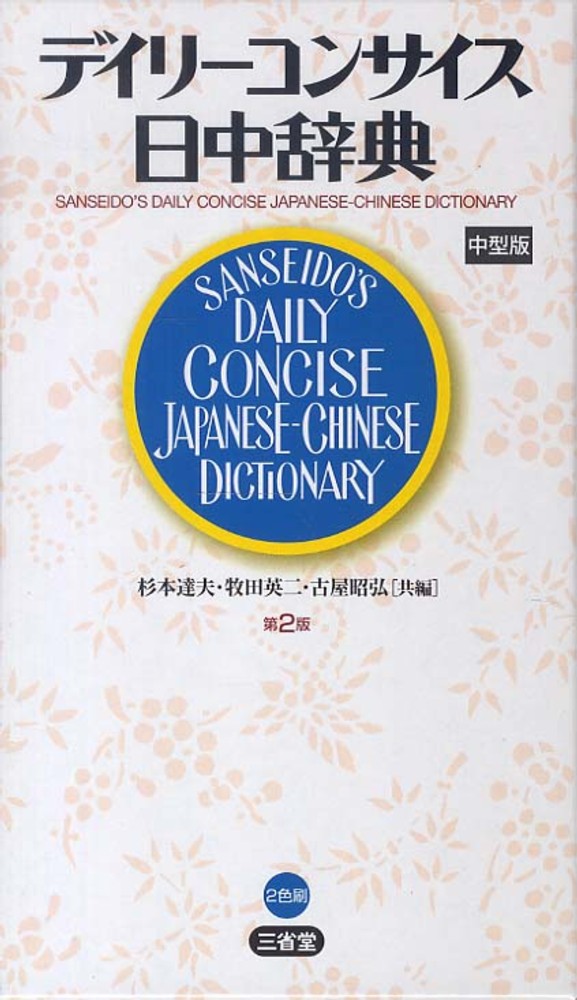 デイリーコンサイス
日中辞典
SANSEIDO'S DAILY CONCISE JAPANESE-CHINESE DICTIONARY
中型版
SANSEIDO'S
DAILY
CONCISE
JAPANESE-CHINESE
DICTIONARY
杉本達夫・牧田英二・古屋昭弘[共編]
第2版
2色刷
三省堂